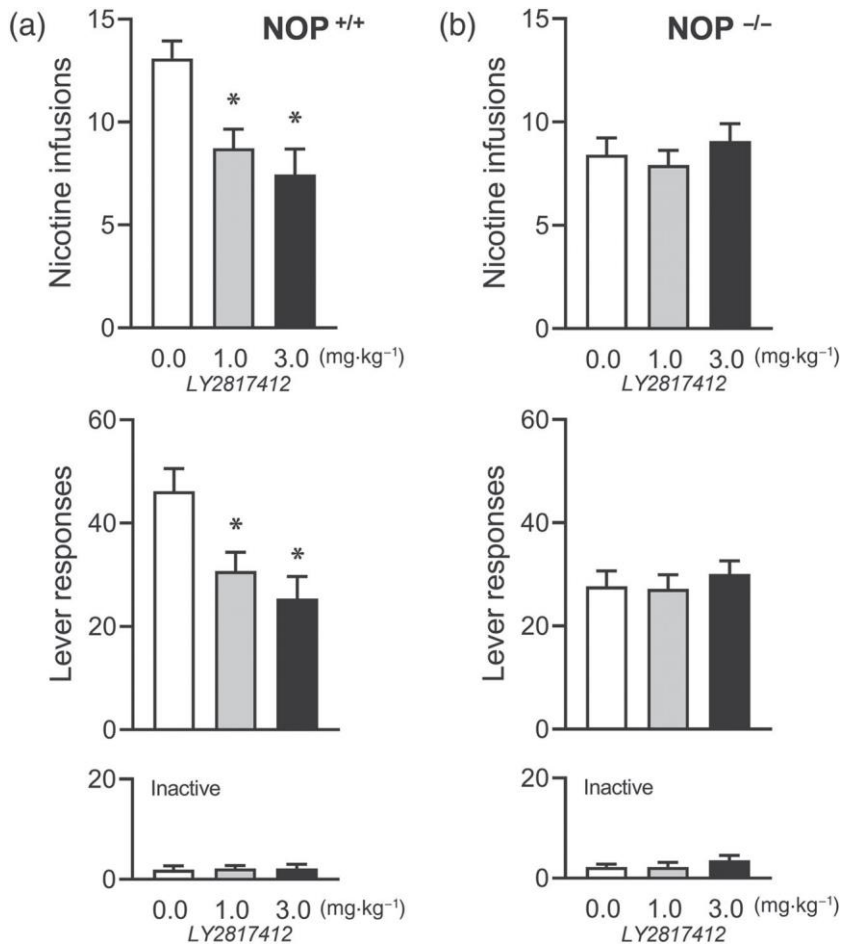 (a) NOP +/+
15
10
5
0
Nicotine infusions
*
*
0.0 1.0 3.0 (mg·kg⁻¹)
LY2817412
60
40
20
0
Lever responses
*
*
20
0
Inactive
0.0 1.0 3.0 (mg·kg⁻¹)
LY2817412
(b) NOP –/–
15
10
5
0
Nicotine infusions
0.0 1.0 3.0 (mg·kg⁻¹)
LY2817412
60
40
20
0
Lever responses
20
0
Inactive
0.0 1.0 3.0 (mg·kg⁻¹)
LY2817412